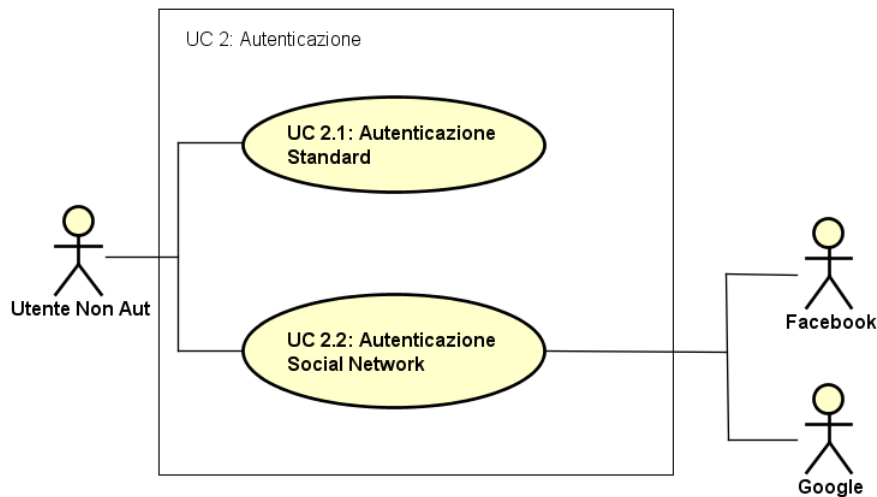 UC 2: Autenticazione
UC 2.1: Autenticazione
Standard
Utente Non Aut
UC 2.2: Autenticazione
Social Network
Facebook
Google